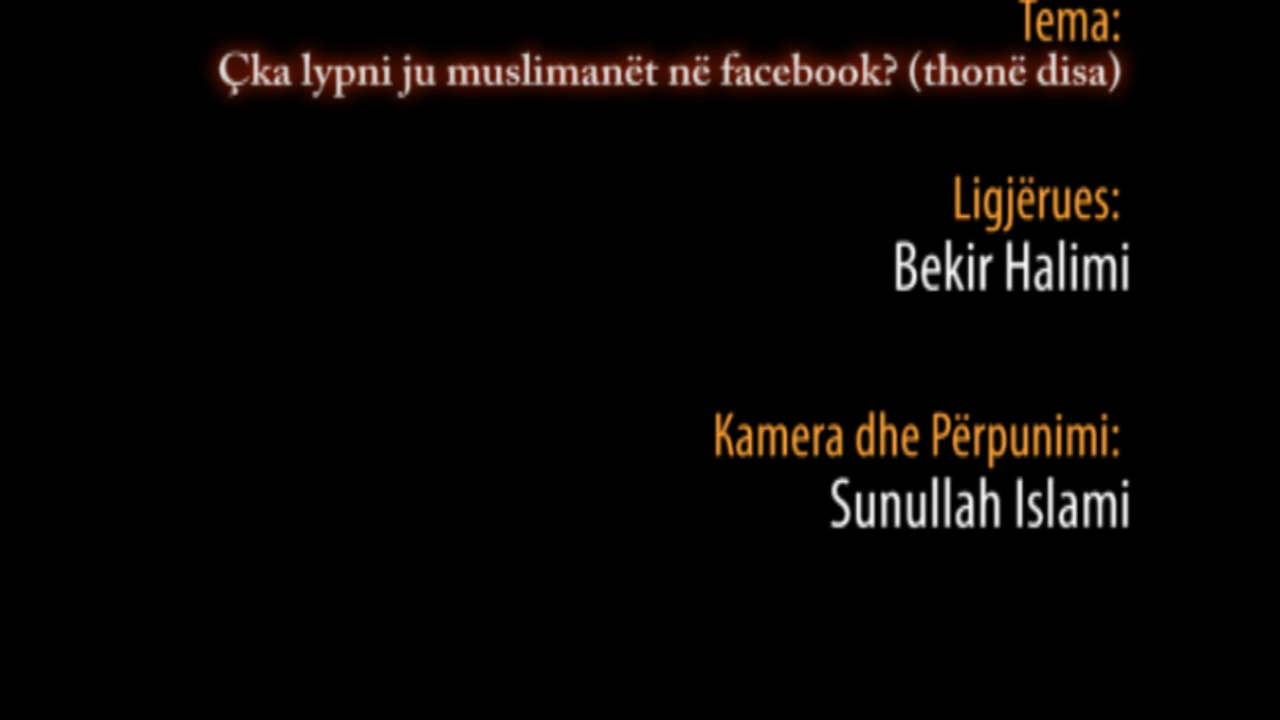 Tema:
Çka lypni ju muslimanët në facebook? (thonë disa)
Ligjërues:
Bekir Halimi
Kamera dhe Përpunimi:
Sunullah Islami